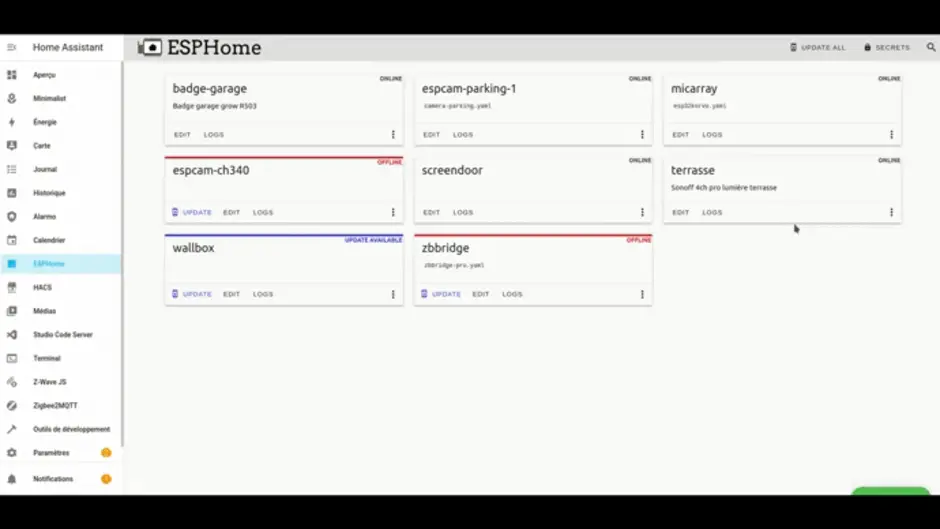 Home Assistant
ESPHome
UPDATE ALL
SECRETS
Aperçu
Minimalist
Énergie
Carte
Journal
Historique
Alarmo
Calendrier
ESPHome
HACS
Médias
Studio Code Server
Terminal
Z-Wave JS
Zigbee2MQTT
Outils de développement
Paramètres
Notifications
ONLINE
badge-garage
Badge garage grow R503
EDIT LOGS
ONLINE
espcam-parking-1
camera-parking.yaml
EDIT LOGS
ONLINE
micarray
EDIT LOGS
OFFLINE
espcam-ch340
UPDATE EDIT LOGS
ONLINE
screendoor
EDIT LOGS
ONLINE
terrasse
Sonoff 4ch pro lumière terrasse
EDIT LOGS
UPDATE AVAILABLE
wallbox
UPDATE EDIT LOGS
OFFLINE
zbbridge
zbbridge-pro.yaml
UPDATE EDIT LOGS